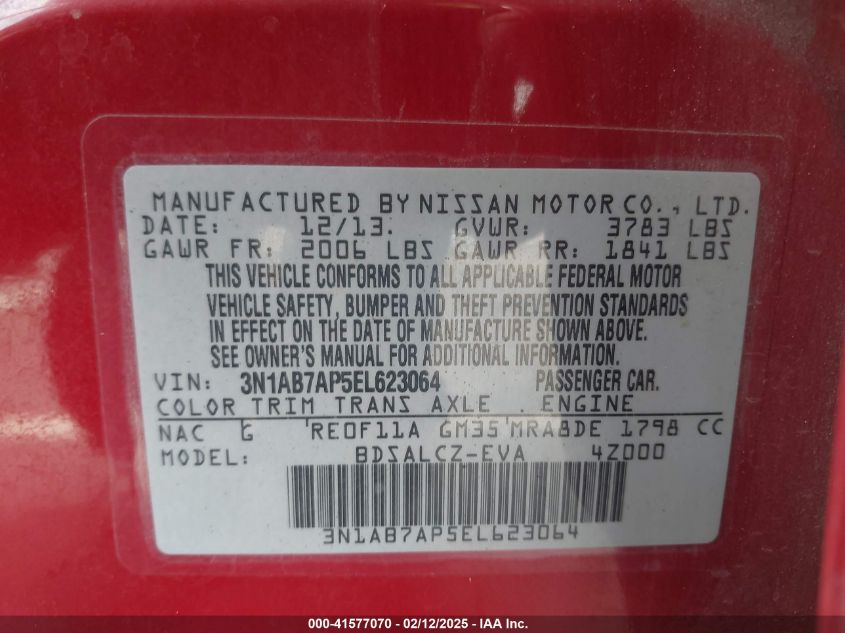 MANUFACTURED BY NISSAN MOTOR CO., LTD.
DATE: 12/13. GVWR: 3783 LBS
GAWR FR: 2006 LBS GAWR RR: 1841 LBS
THIS VEHICLE CONFORMS TO ALL APPLICABLE FEDERAL MOTOR
VEHICLE SAFETY, BUMPER AND THEFT PREVENTION STANDARDS
IN EFFECT ON THE DATE OF MANUFACTURE SHOWN ABOVE.
SEE OWNER'S MANUAL FOR ADDITIONAL INFORMATION.
VIN: 3N1AB7AP5EL623064 PASSENGER CAR.
COLOR TRIM TRANS AXLE . ENGINE
NAC G 'RE0F11A GM35'MRA8DE 1798 CC
MODEL: BDSALCZ-EVA 4Z000
3N1AB7AP5EL623064
000-41577070 - 02/12/2025 - IAA, Inc.